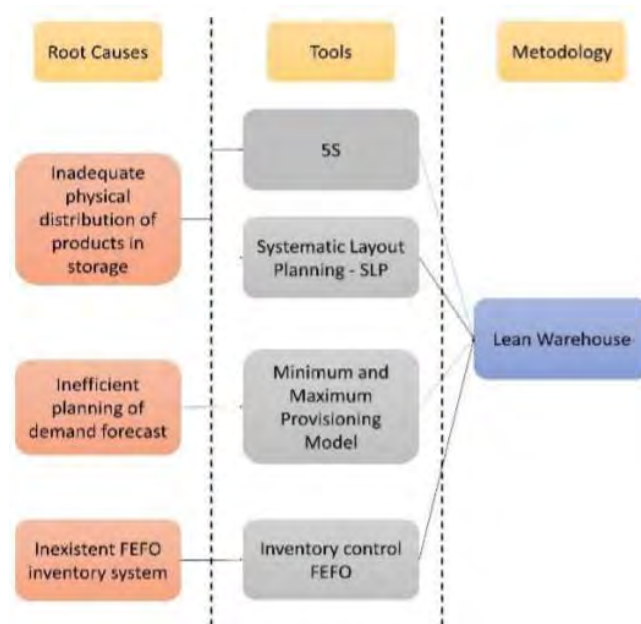 Root Causes
Tools
Metodology
Inadequate
physical
distribution of
products in
storage
5S
Systematic Layout
Planning - SLP
Lean Warehouse
Inefficient
planning of
demand forecast
Minimum and
Maximum
Provisioning
Model
Inexistent FEFO
inventory system
Inventory control
FEFO